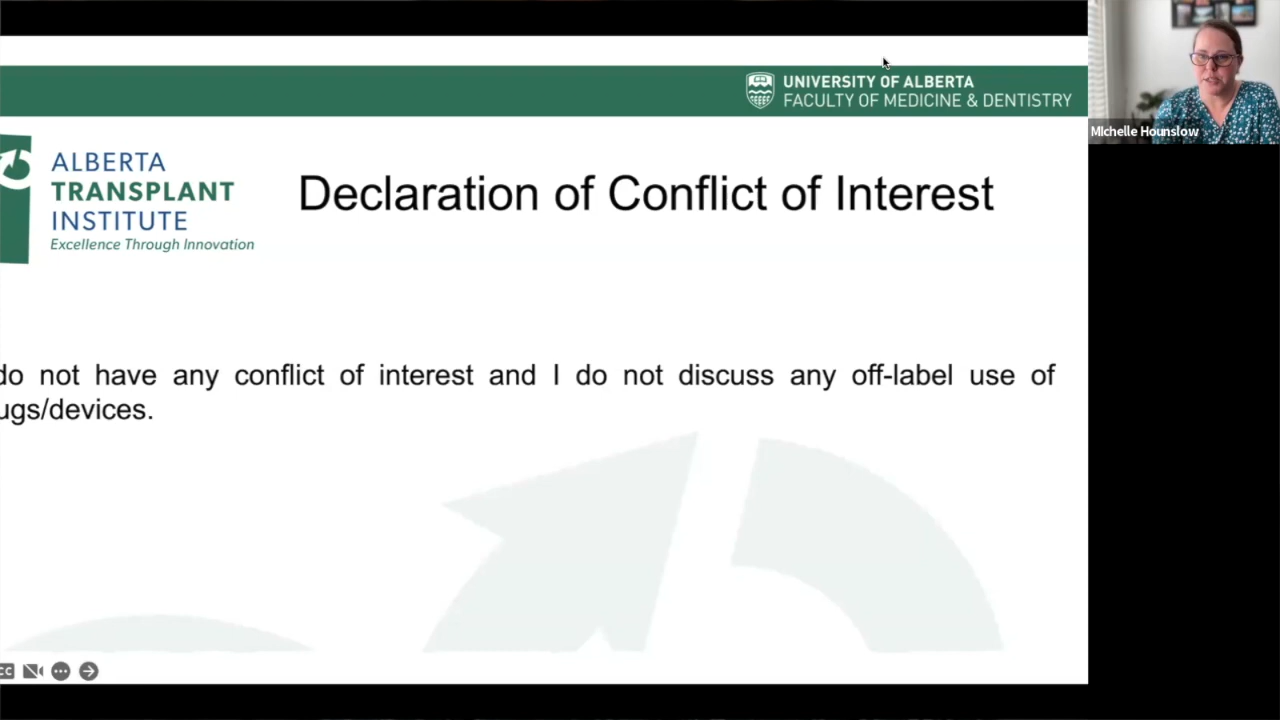 UNIVERSITY OF ALBERTA
FACULTY OF MEDICINE & DENTISTRY
MIchelle Hounslow
ALBERTA
TRANSPLANT
INSTITUTE
Excellence Through Innovation
Declaration of Conflict of Interest
do not have any conflict of interest and I do not discuss any off-label use of
ugs/devices.
CC